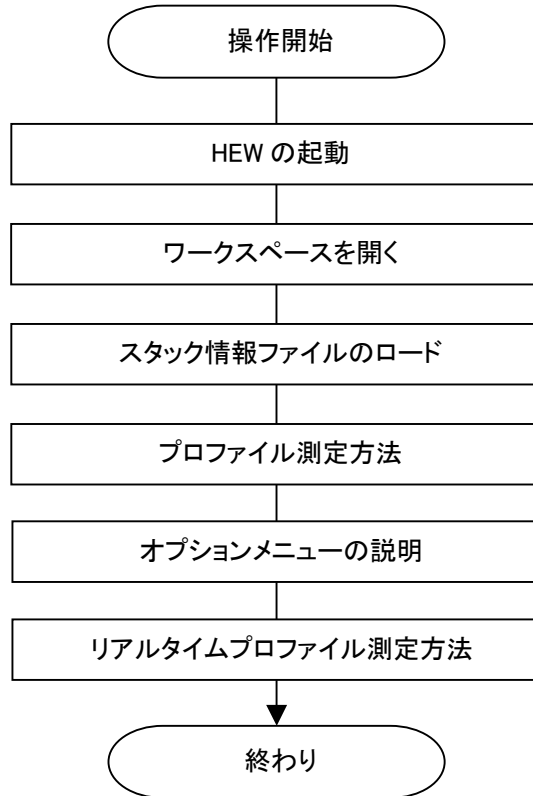 操作開始
HEW の起動
ワークスペースを開く
スタック情報ファイルのロード
プロファイル測定方法
オプションメニューの説明
リアルタイムプロファイル測定方法
終わり